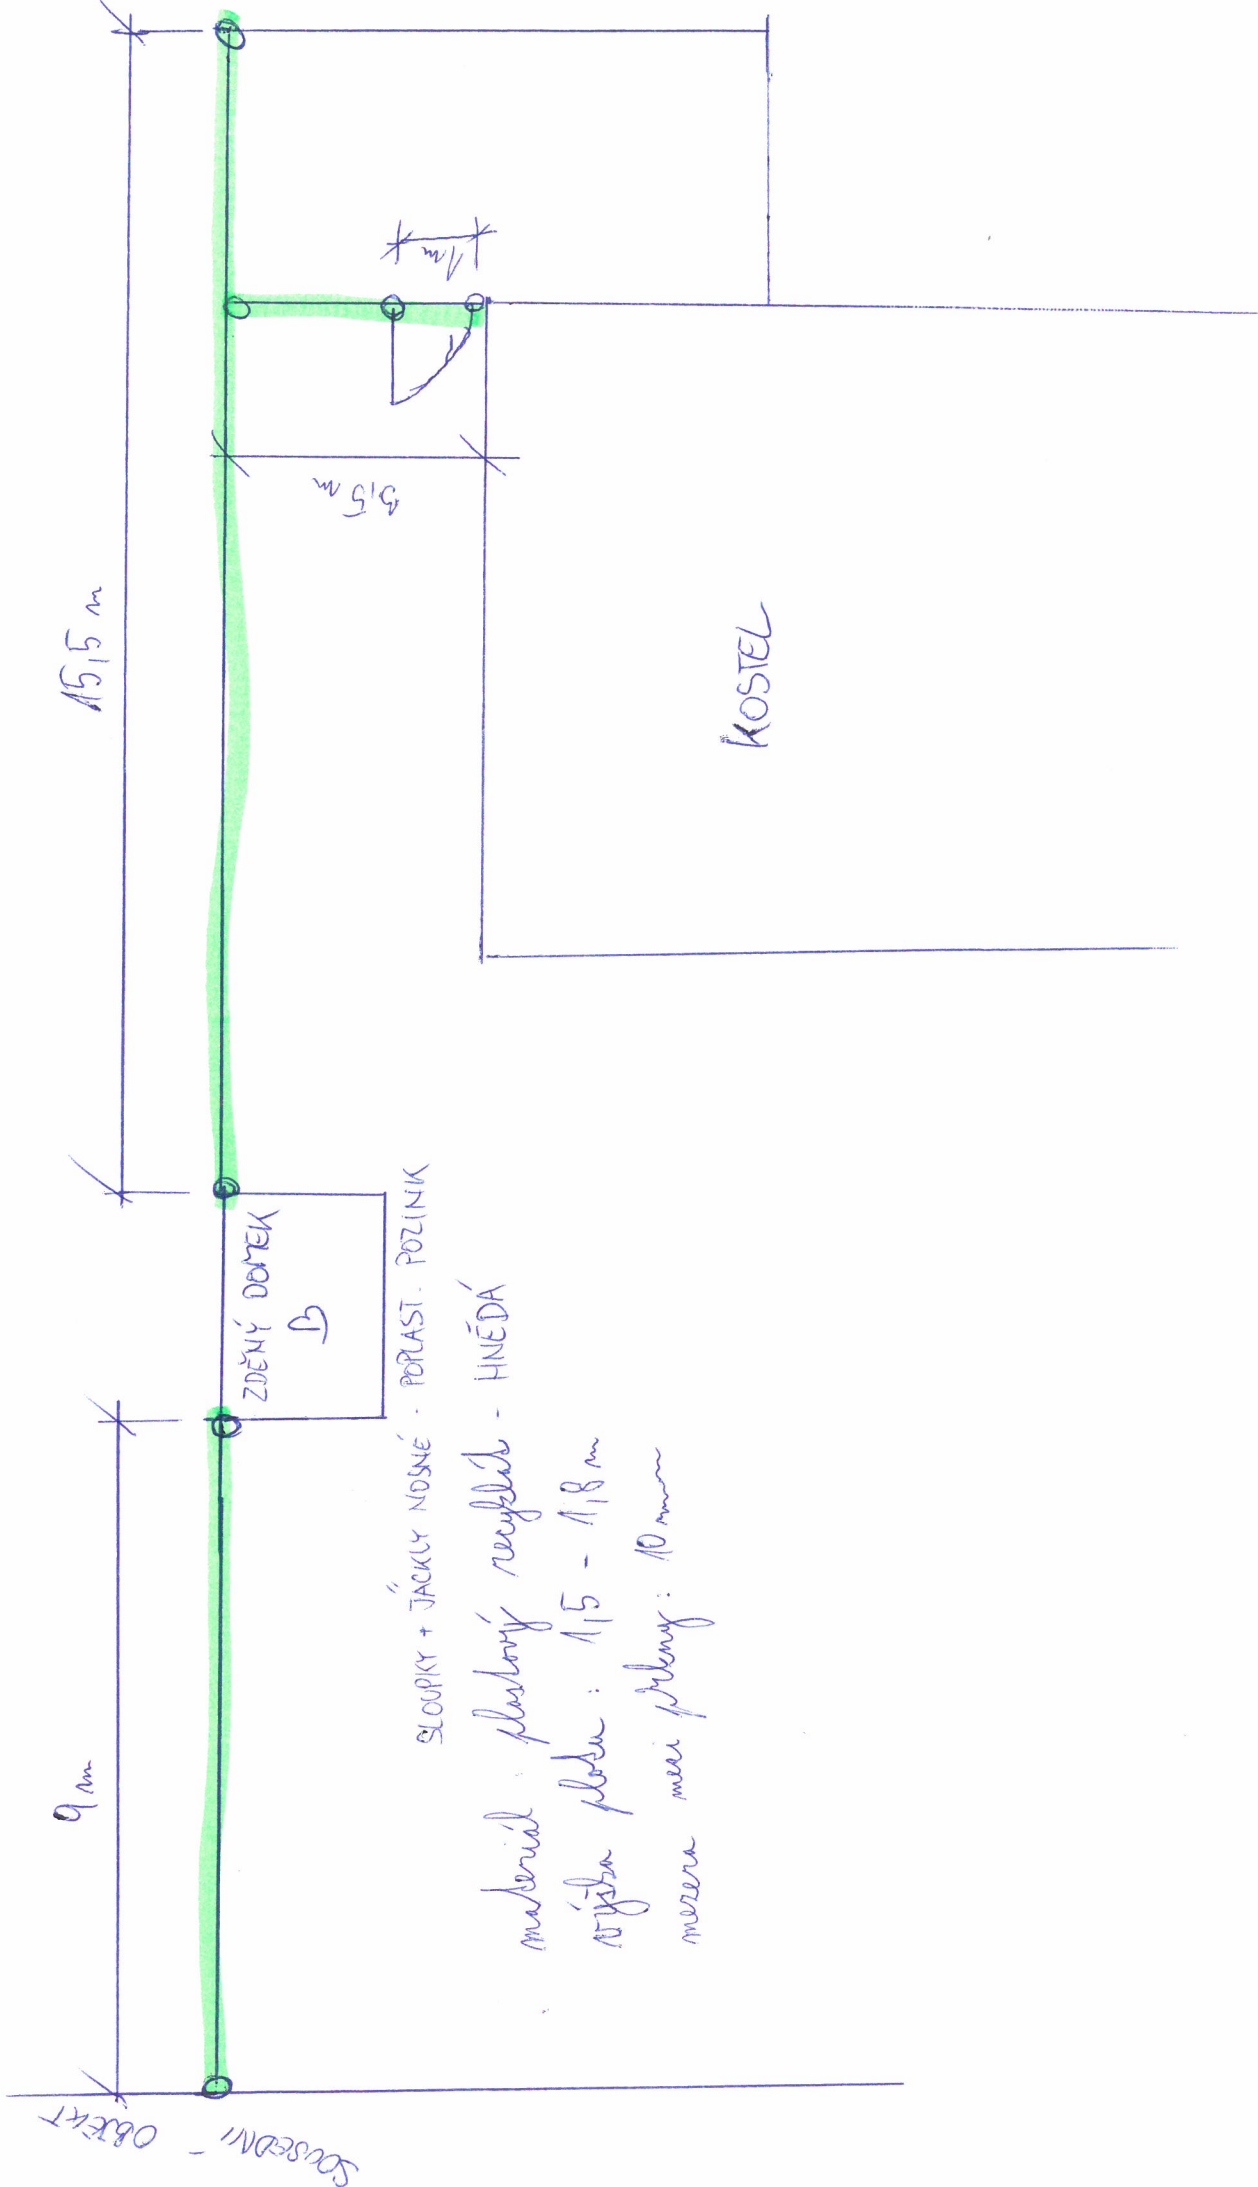 15,5 m
9 m
1m
3,5 m
KOSTEL
ZDĚNÝ DOMEK
B
SLOUPKY + JÄCKLY NOSNÉ - POPLAST. POZINK
materiál plastový recyklát - HNĚDÁ
výška plotu : 1,5 - 1,8 m
mezera mezi prkny : 10 mm
SOUSEDNÍ OBJEKT